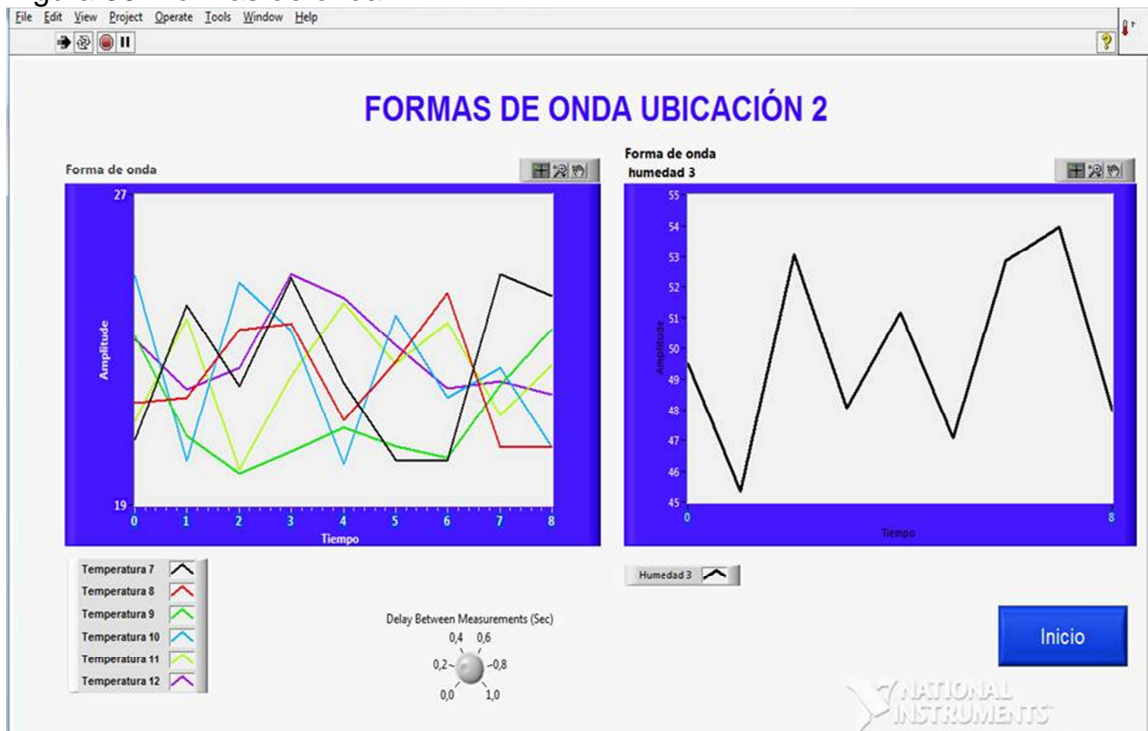 File Edit View Project Operate Tools Window Help
FORMAS DE ONDA UBICACIÓN 2
Forma de onda
27
Amplitude
19
0 1 2 3 4 5 6 7 8
Tiempo
Temperatura 7
Temperatura 8
Temperatura 9
Temperatura 10
Temperatura 11
Temperatura 12
Forma de onda
humedad 3
55
54
53
52
51
50
49
48
47
46
45
Amplitude
0 8
Tiempo
Humedad 3
Delay Between Measurements (Sec)
0,4 0,6
0,2 0,8
0,0 1,0
Inicio
NATIONAL
INSTRUMENTS